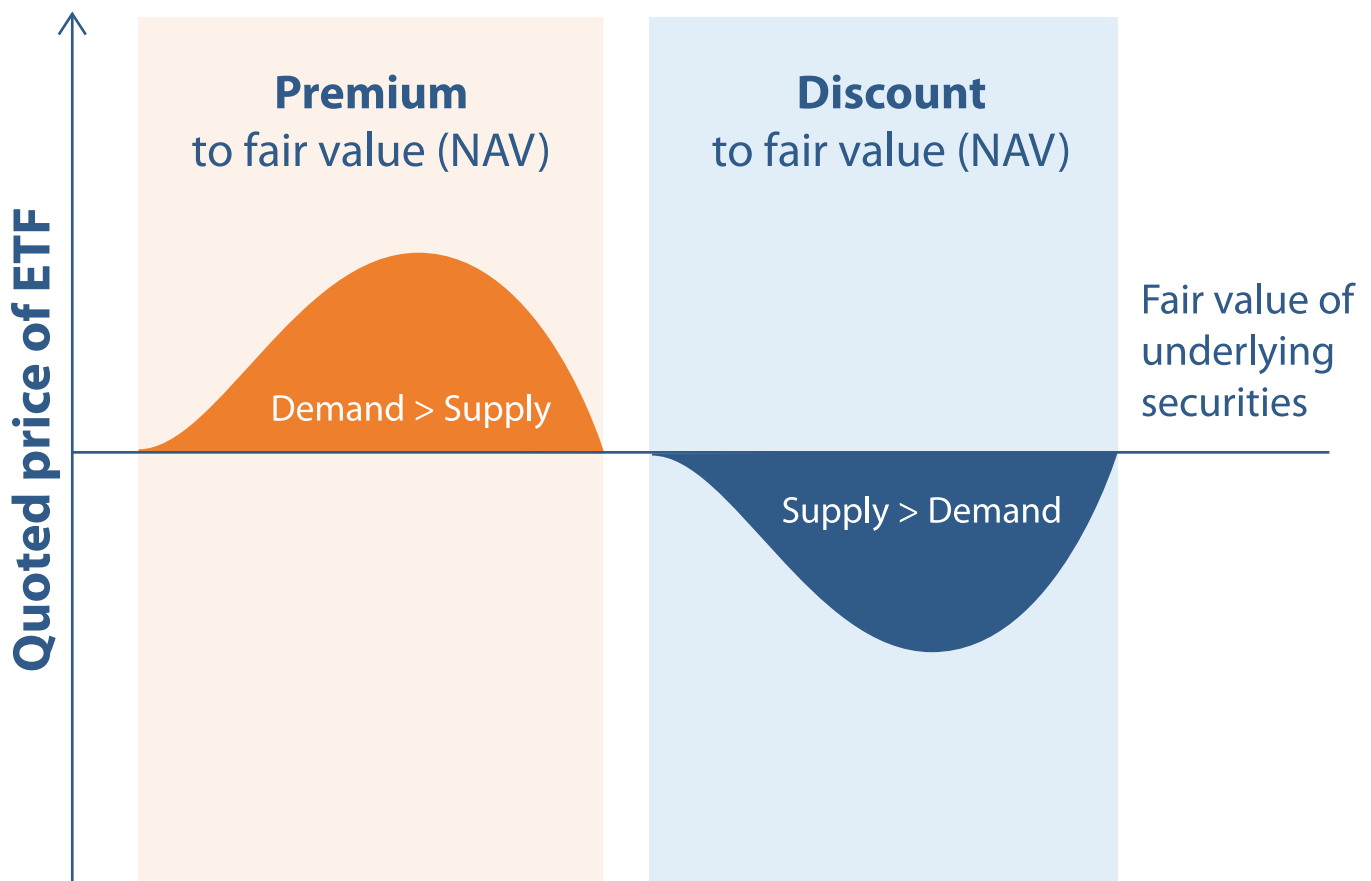 Quoted price of ETF
Premium
to fair value (NAV)
Demand > Supply
Discount
to fair value (NAV)
Supply > Demand
Fair value of
underlying
securities